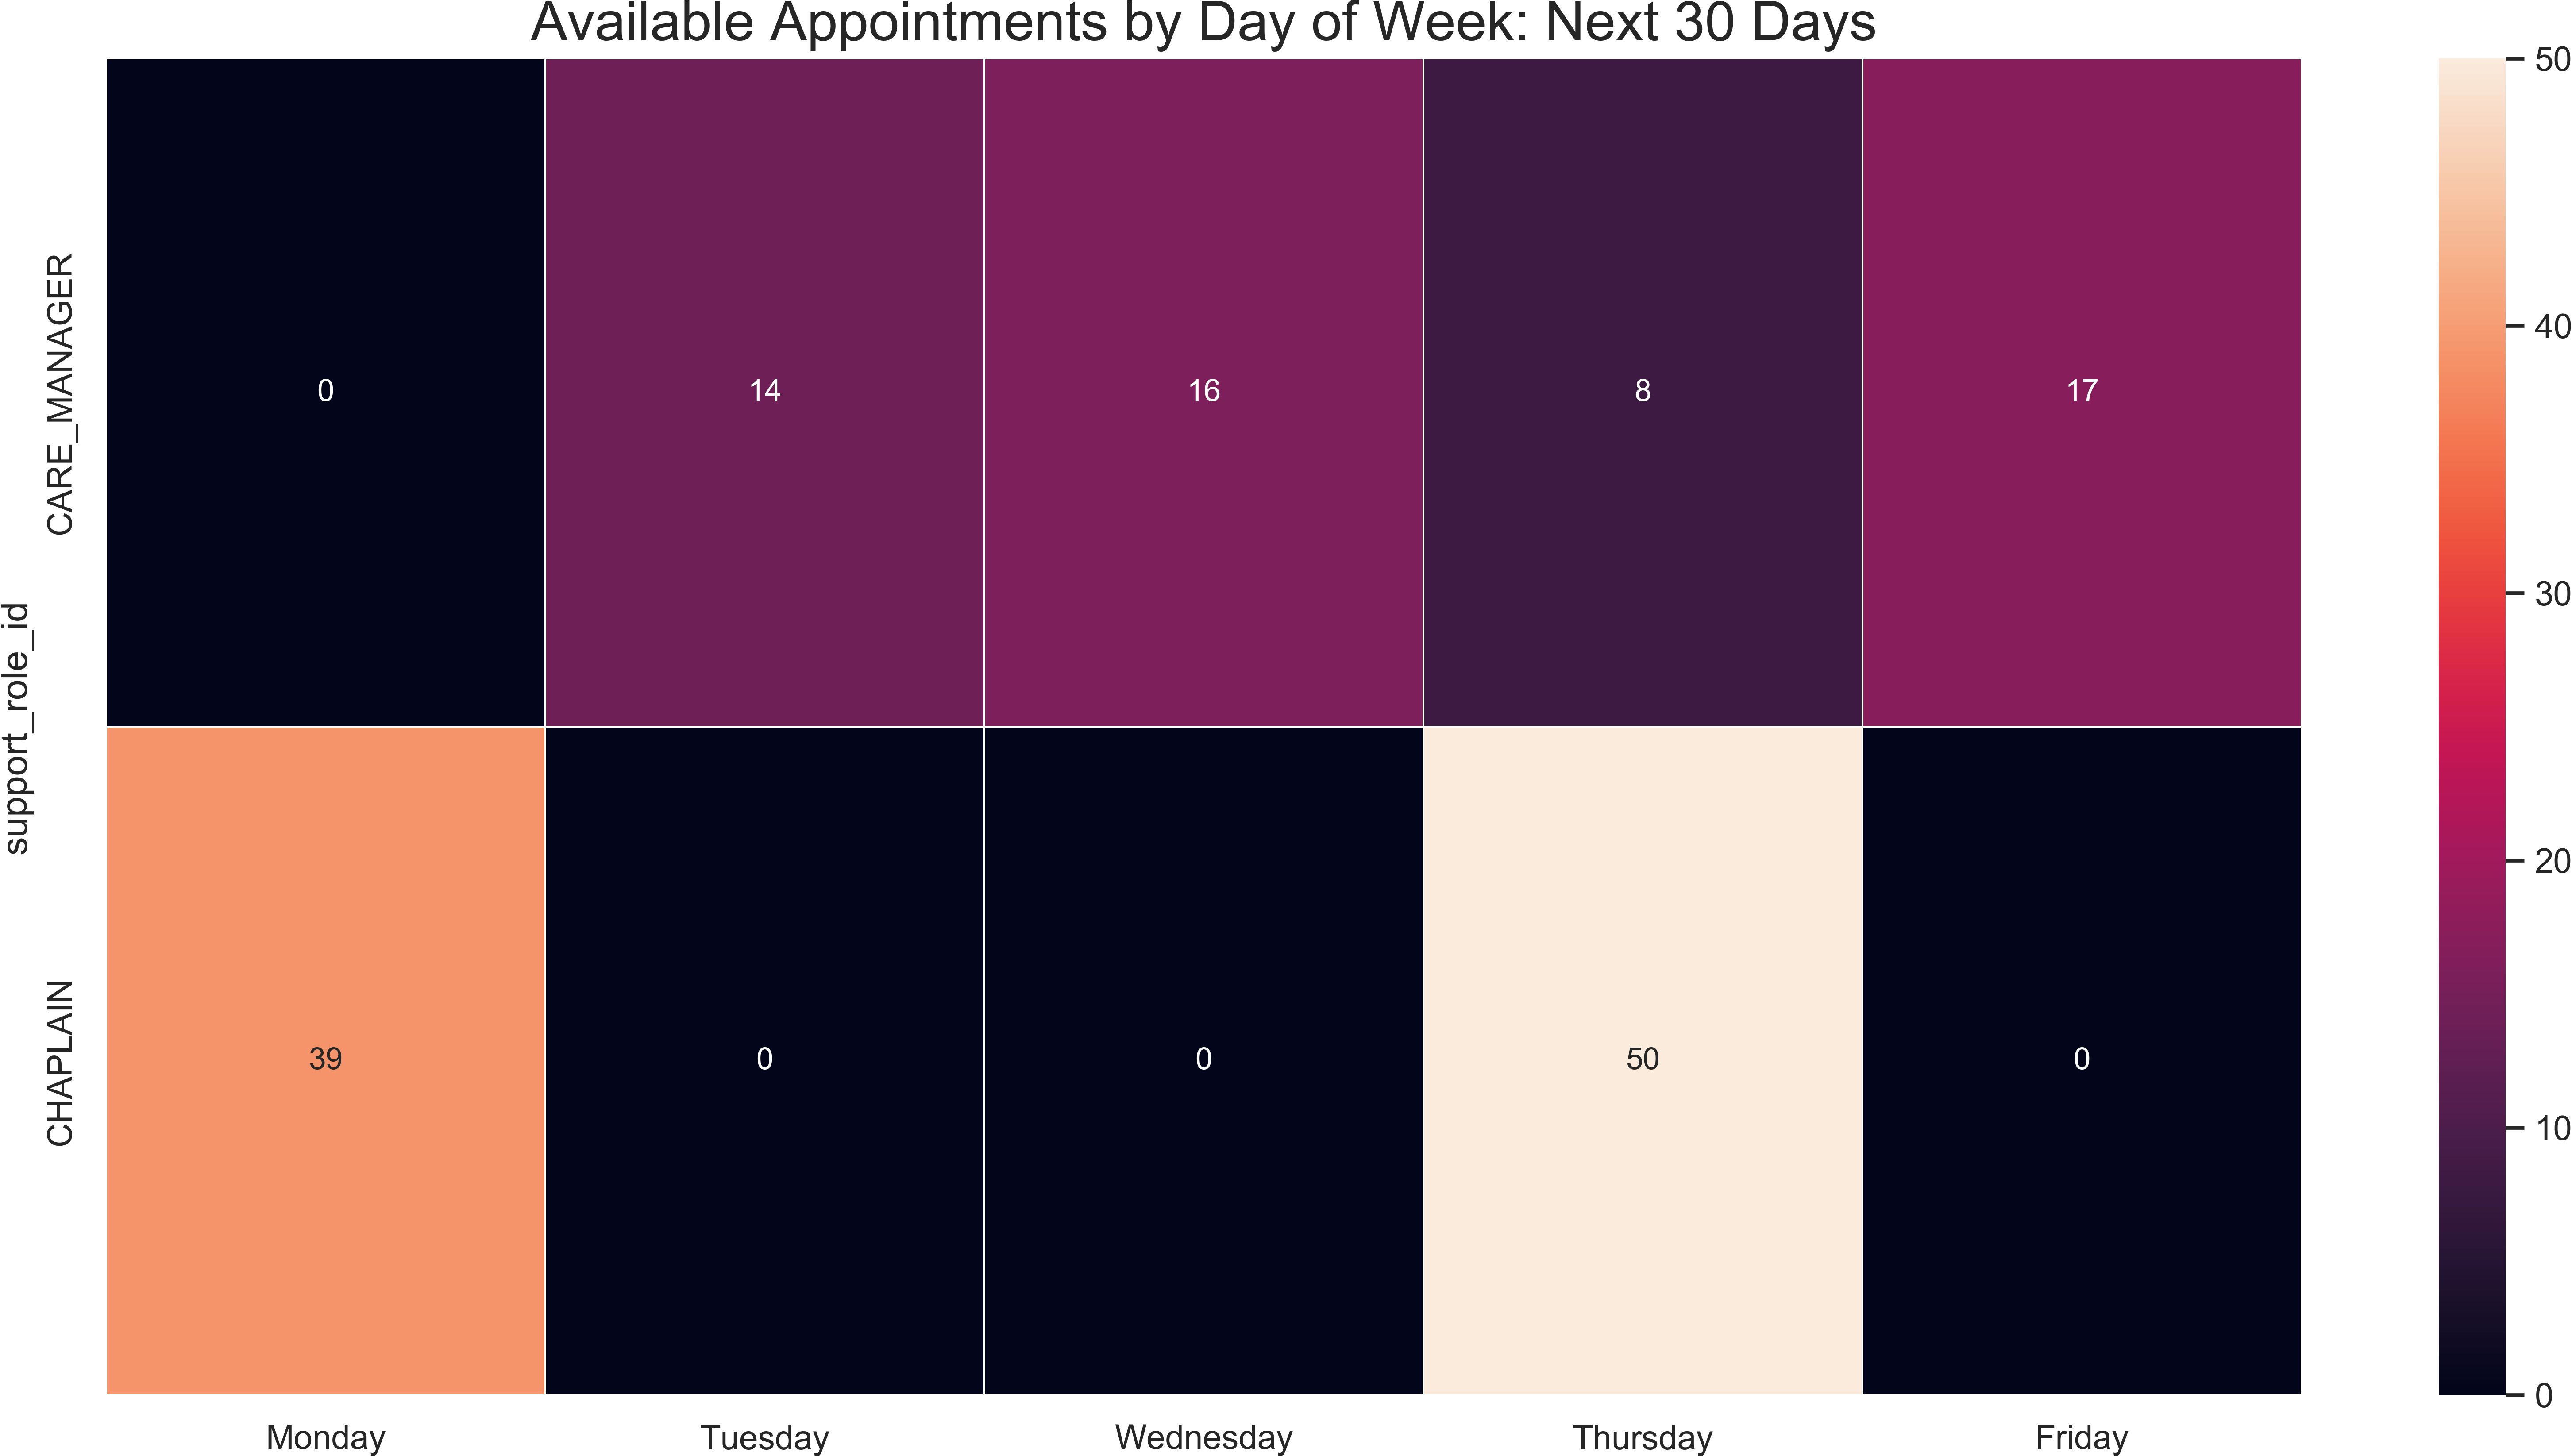 Available Appointments by Day of Week: Next 30 Days
support_role_id
CARE_MANAGER
0 14 16 8 17
CHAPLAIN
39 0 0 50 0
Monday Tuesday Wednesday Thursday Friday
50
40
30
20
10
0